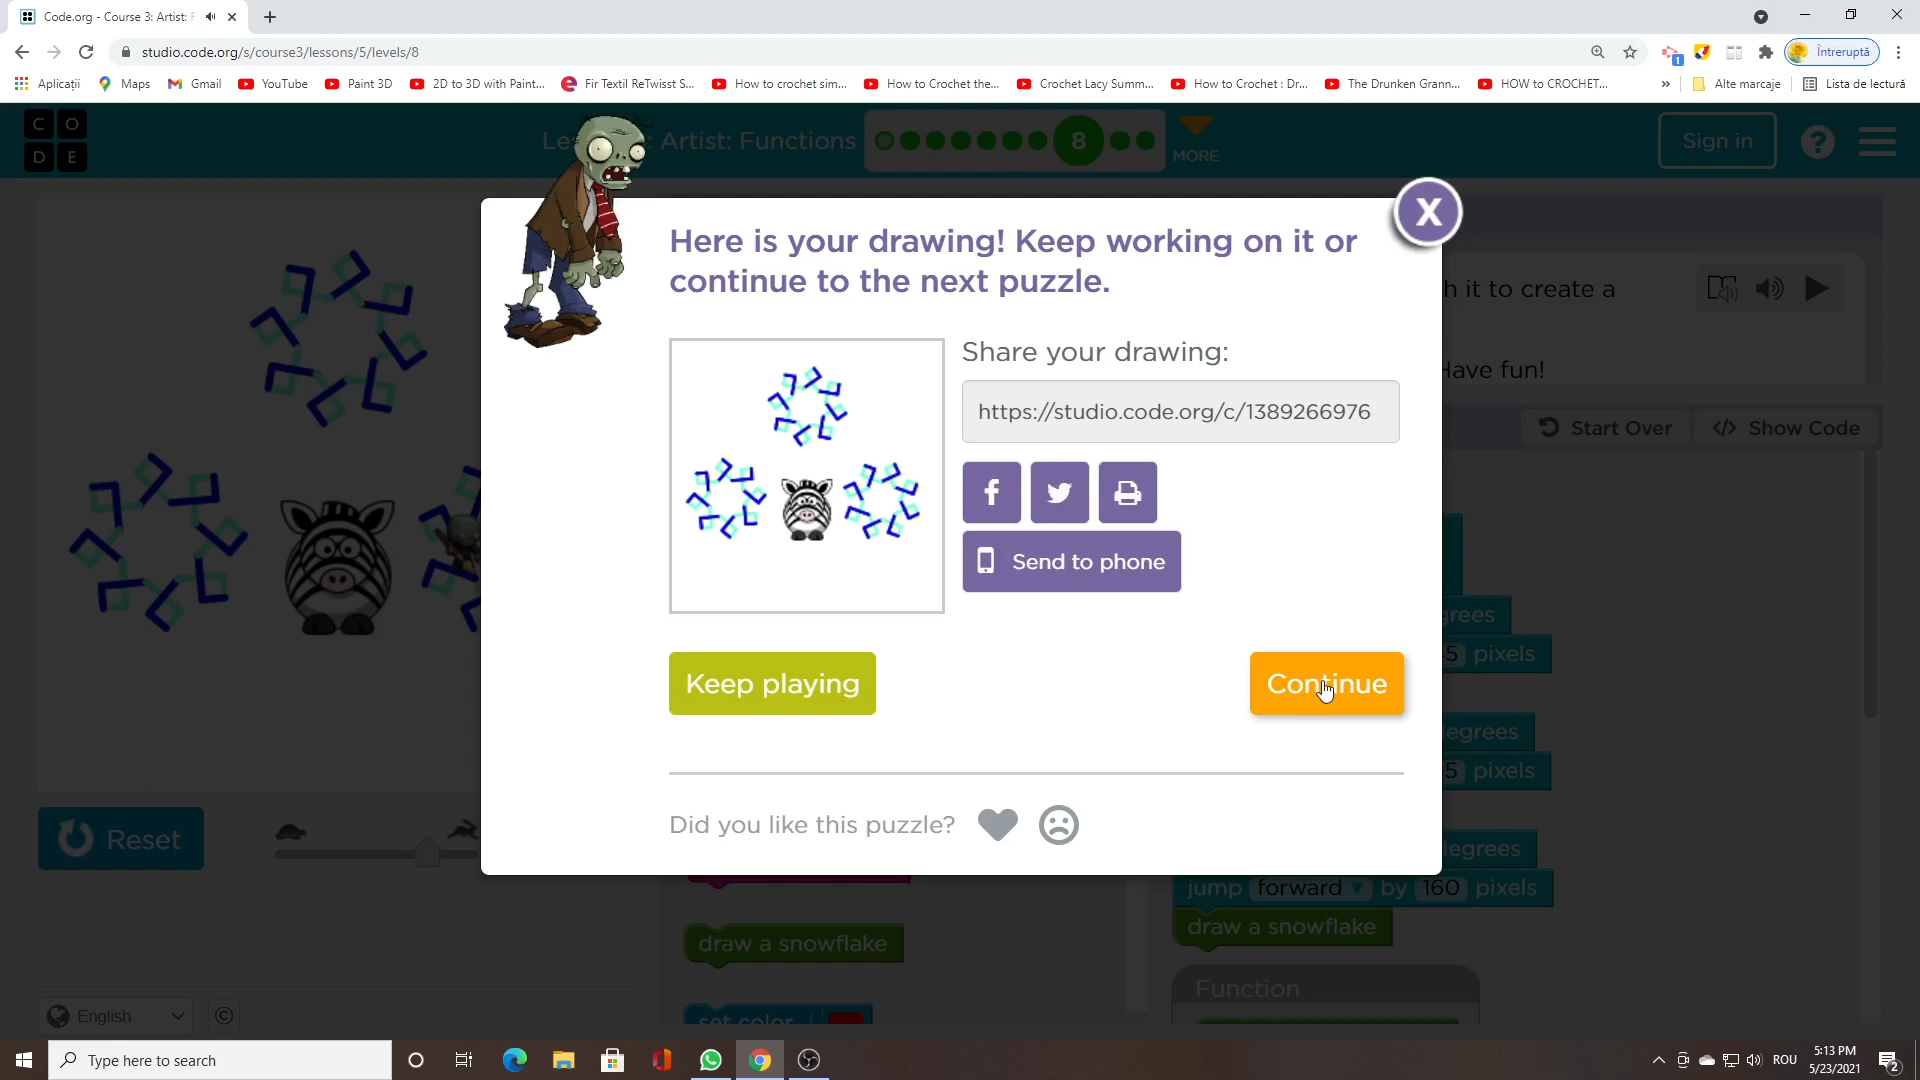 Code.org - Course 3: Artist: F
studio.code.org/s/course3/lessons/5/levels/8
Întreruptă
Aplicații
Maps
Gmail
YouTube
Paint 3D
2D to 3D with Paint...
Fir Textil ReTwisst S...
How to crochet sim...
How to Crochet the...
Crochet Lacy Summ...
How to Crochet : Dr...
The Drunken Grann...
HOW to CROCHET...
»
Alte marcaje
Lista de lectură
C O
D E
Artist: Functions
8
MORE
Sign in
?
X
Here is your drawing! Keep working on it or
continue to the next puzzle.
h it to create a
Have fun!
Share your drawing:
https://studio.code.org/c/1389266976
Send to phone
Start Over
</> Show Code
5 pixels
5 pixels
Keep playing
Continue
Did you like this puzzle?
Reset
jump forward by 160 pixels
draw a snowflake
draw a snowflake
Function
set color
English
©
Type here to search
ROU
5:13 PM
5/23/2021
2